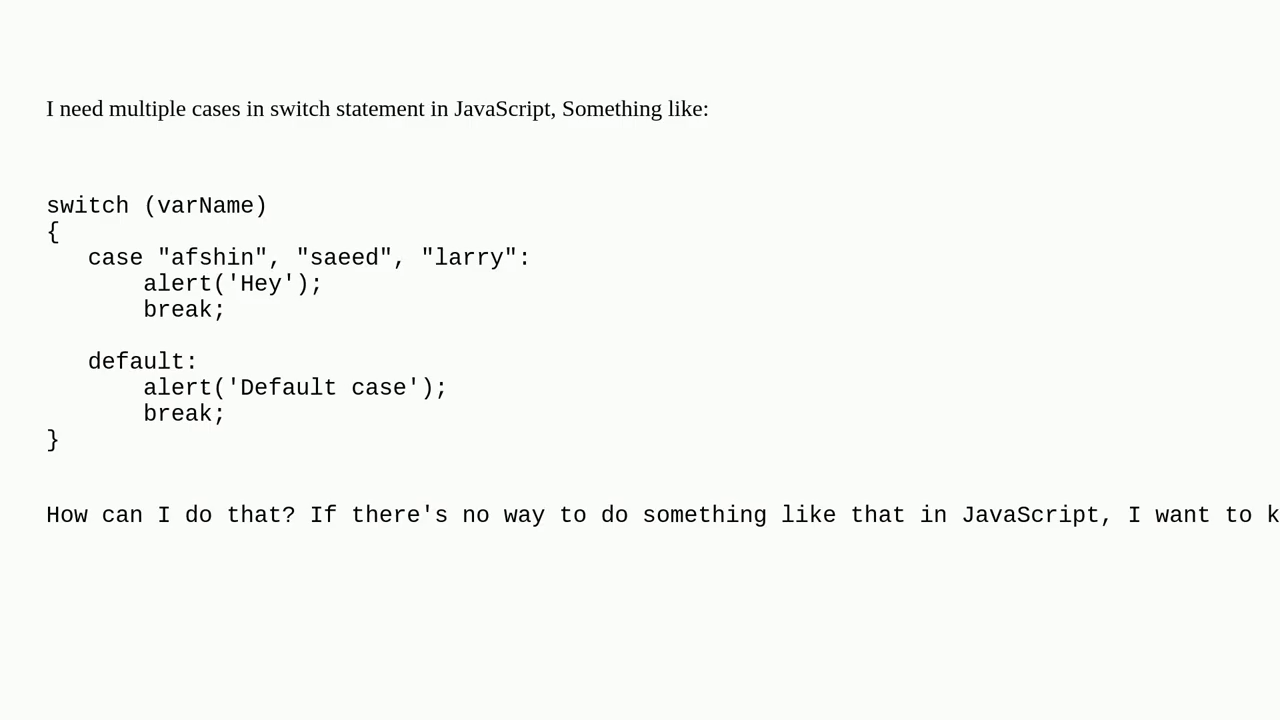 I need multiple cases in switch statement in JavaScript, Something like:
switch (varName)
{
   case "afshin", "saeed", "larry":
       alert('Hey');
       break;
   default:
       alert('Default case');
       break;
}
How can I do that? If there's no way to do something like that in JavaScript, I want to